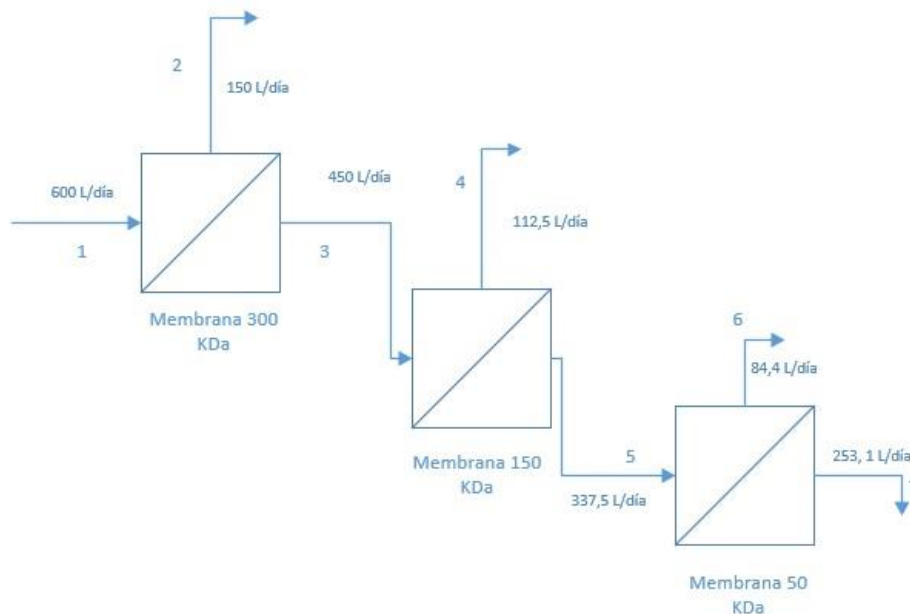 2
150 L/día
600 L/día
1
450 L/día
3
Membrana 300
KDa
4
112,5 L/día
Membrana 150
KDa
5
337,5 L/día
6
84,4 L/día
253, 1 L/día
Membrana 50
KDa